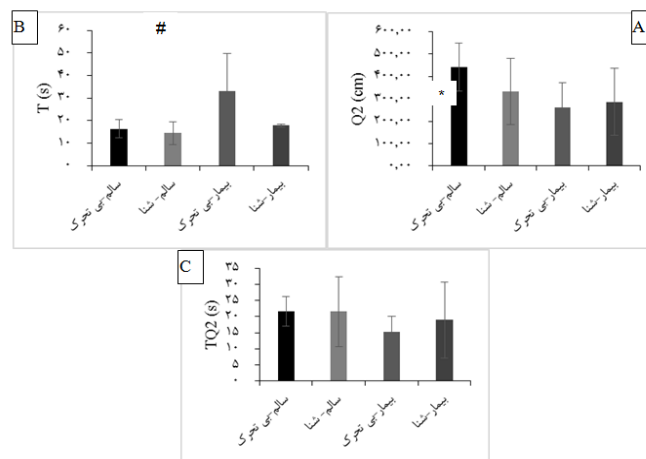 B
#
T (s)
۶۰
۵۰
۴۰
۳۰
۲۰
۱۰
۰
سالم-بی تحرک
سالم- شنا
بیمار-بی تحرک
بیمار-شنا
A
*
Q2 (cm)
۶۰۰,۰۰
۵۰۰,۰۰
۴۰۰,۰۰
۳۰۰,۰۰
۲۰۰,۰۰
۱۰۰,۰۰
۰,۰۰
سالم-بی تحرک
سالم- شنا
بیمار-بی تحرک
بیمار-شنا
C
TQ2 (s)
۳۵
۳۰
۲۵
۲۰
۱۵
۱۰
۵
۰
سالم-بی تحرک
سالم- شنا
بیمار-بی تحرک
بیمار-شنا